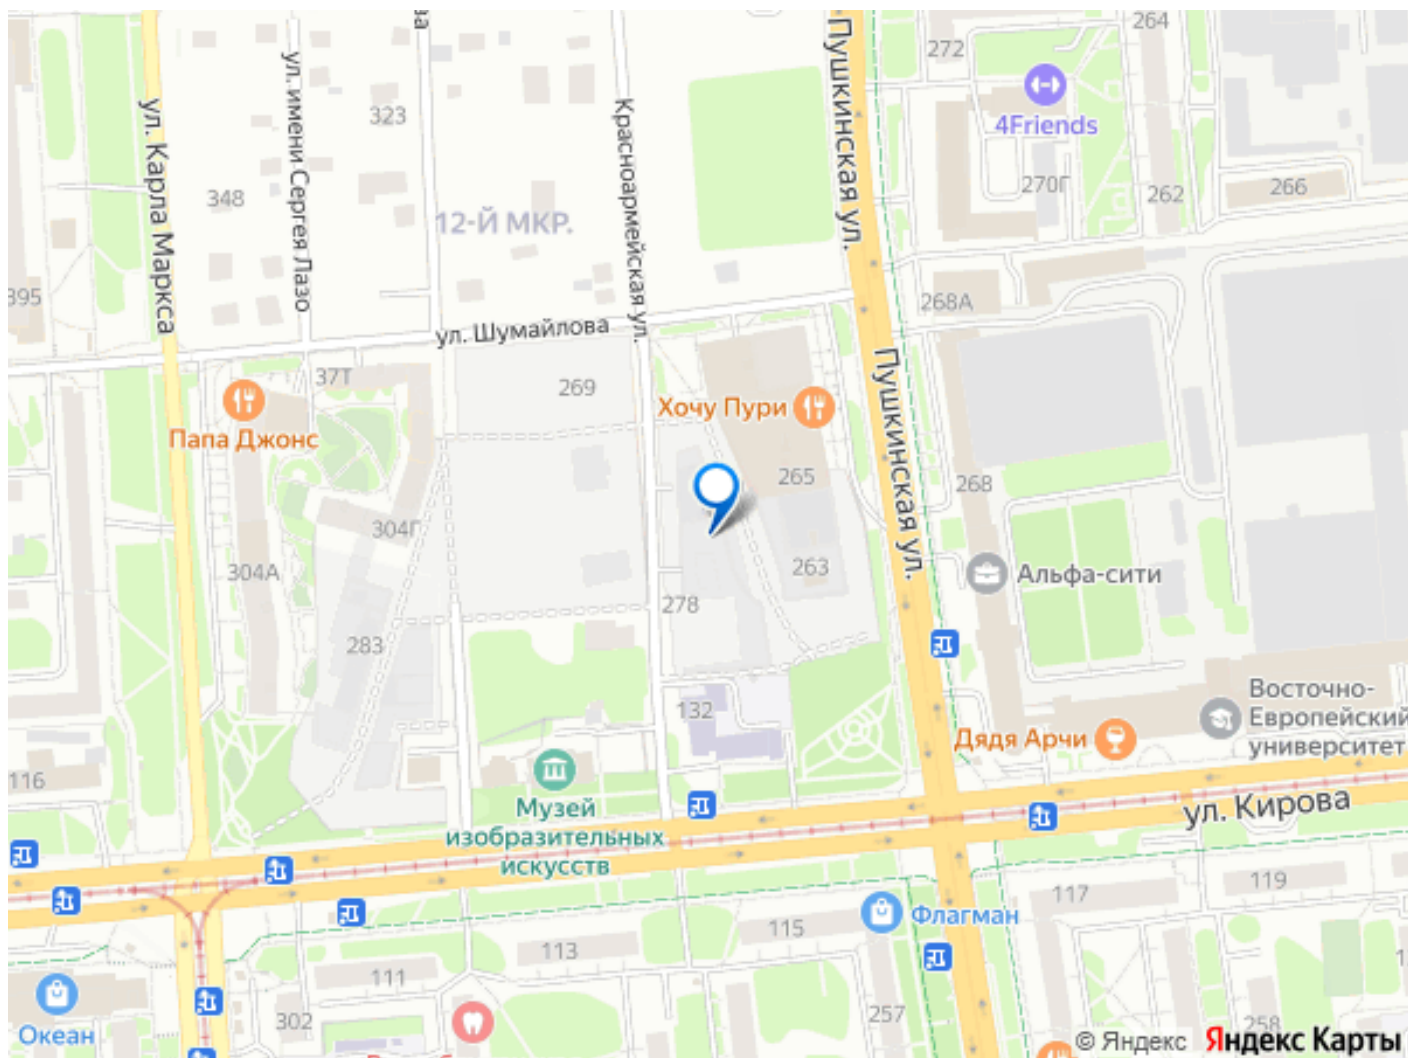 264
272
4Friends
ул. Карла Маркса
ул. имени Сергея Лазо
323
Красноармейская ул.
Пушкинская ул.
270Г
262
266
348
12-Й МКР.
395
268А
ул. Шумайлова
37Т
269
Хочу Пури
Папа Джонс
Пушкинская ул.
265
268
304Г
304А
263
Альфа-сити
278
283
132
Восточно-
Европейский
университет
Дядя Арчи
116
Музей
изобразительных
искусств
ул. Кирова
117
119
Флагман
115
113
111
257
302
258
Океан
© Яндекс Яндекс Карты